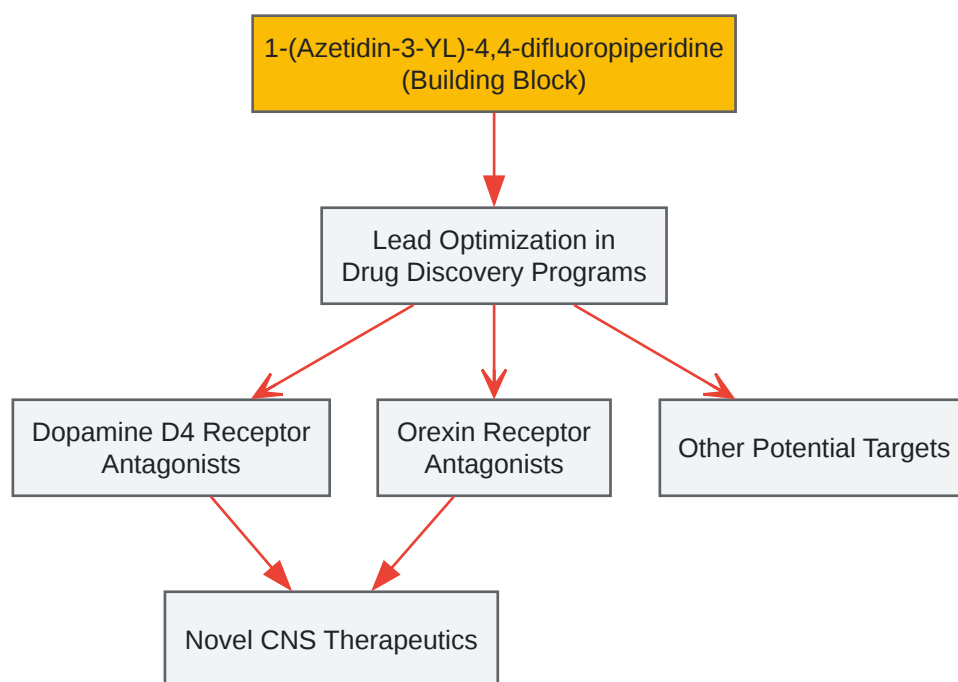 1-(Azetidin-3-YL)-4,4-difluoropiperidine
(Building Block)
Lead Optimization in
Drug Discovery Programs
Dopamine D4 Receptor
Antagonists
Orexin Receptor
Antagonists
Other Potential Targets
Novel CNS Therapeutics